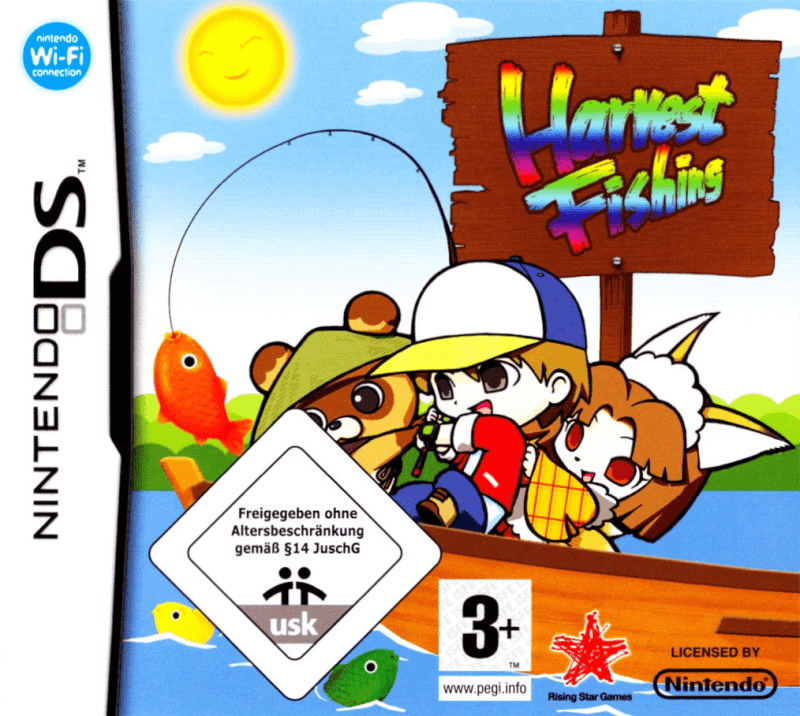 nintendo
Wi-Fi
connection
NINTENDO DS™
Harvest
Fishing
Freigegeben ohne
Altersbeschränkung
gemäß §14 JuschG
usk
3+
TM
www.pegi.info
Rising Star Games
LICENSED BY
Nintendo®